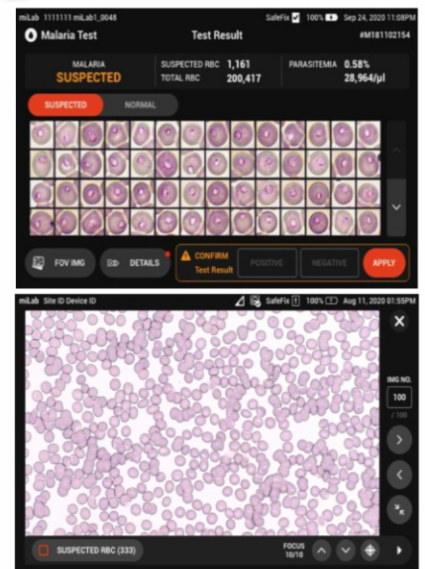 miLab 1111111 miLab1_0048 SafeFix 100% Sep 24, 2020 11:08PM
Malaria Test Test Result #M181102154
MALARIA SUSPECTED RBC 1,161 PARASITEMIA 0.58%
SUSPECTED TOTAL RBC 200,417 28,964/µl
SUSPECTED NORMAL
FOV IMG DETAILS CONFIRM Test Result POSITIVE NEGATIVE APPLY
miLab Site ID Device ID SafeFix 100% Aug 11, 2020 01:55PM
IMG NO.
100
/ 100
SUSPECTED RBC (333) FOCUS 10/10